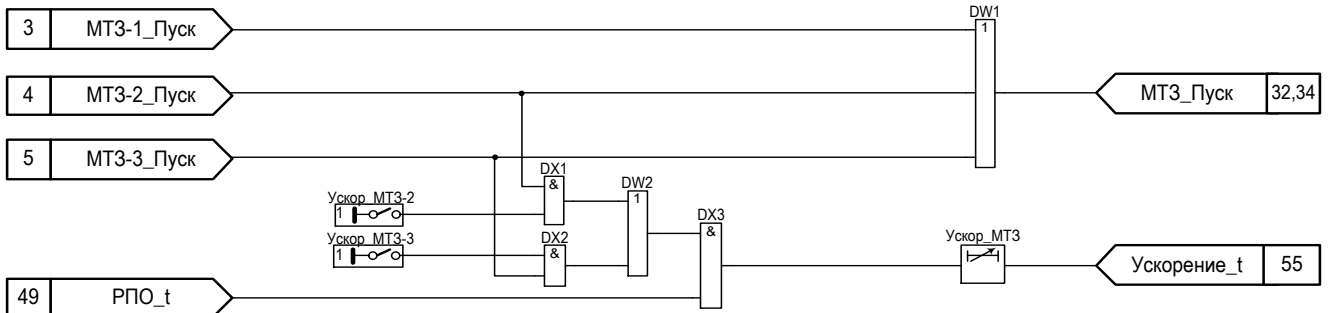 DW1
3 МТЗ-1_Пуск 1
4 МТЗ-2_Пуск МТЗ_Пуск 32,34
5 МТЗ-3_Пуск
DX1
&
DW2
1
Ускор_МТЗ-2
1
DX3
&
Ускор_МТЗ-3
1
DX2
&
Ускор_МТЗ
Ускорение_t 55
49 РПО_t